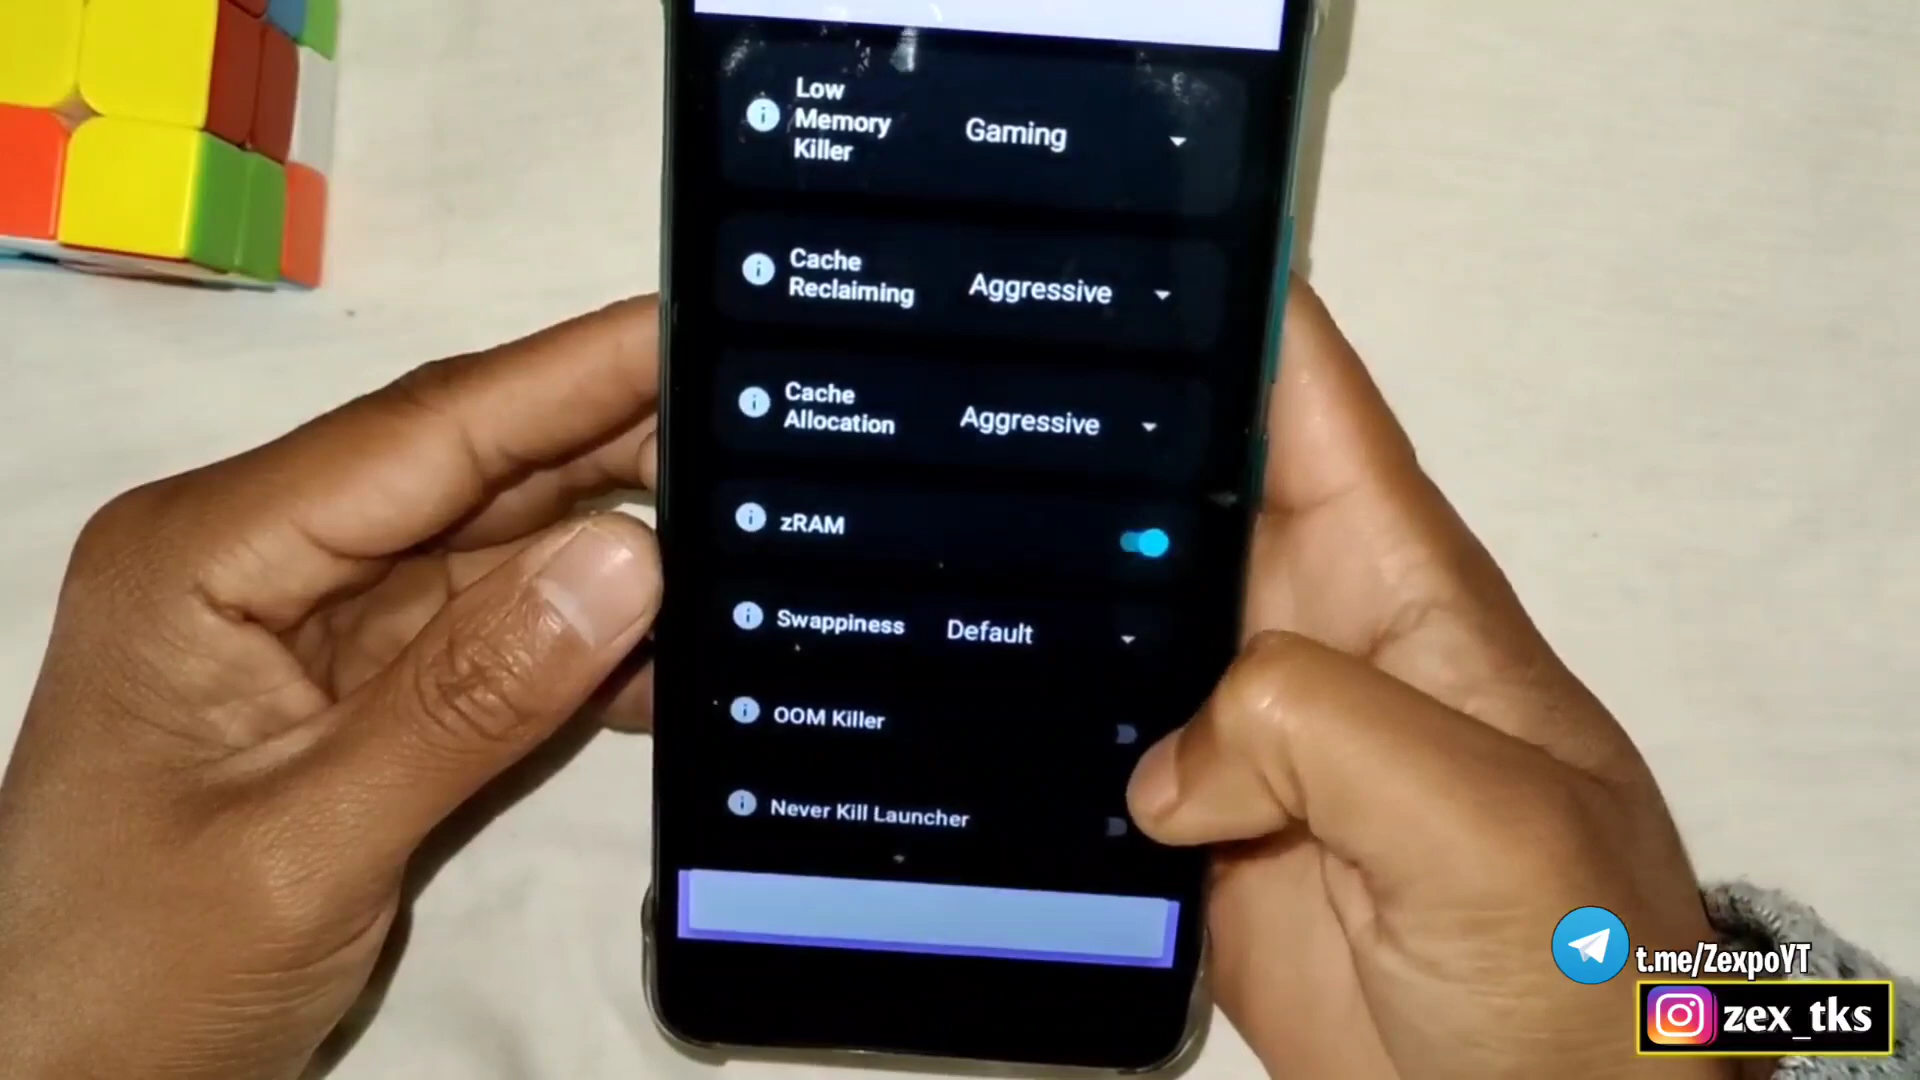 Low
Memory
Killer
Gaming
Cache
Reclaiming
Aggressive
Cache
Allocation
Aggressive
zRAM
Swappiness
Default
OOM Killer
Never Kill Launcher
t.me/ZexpoYT
zex_tks